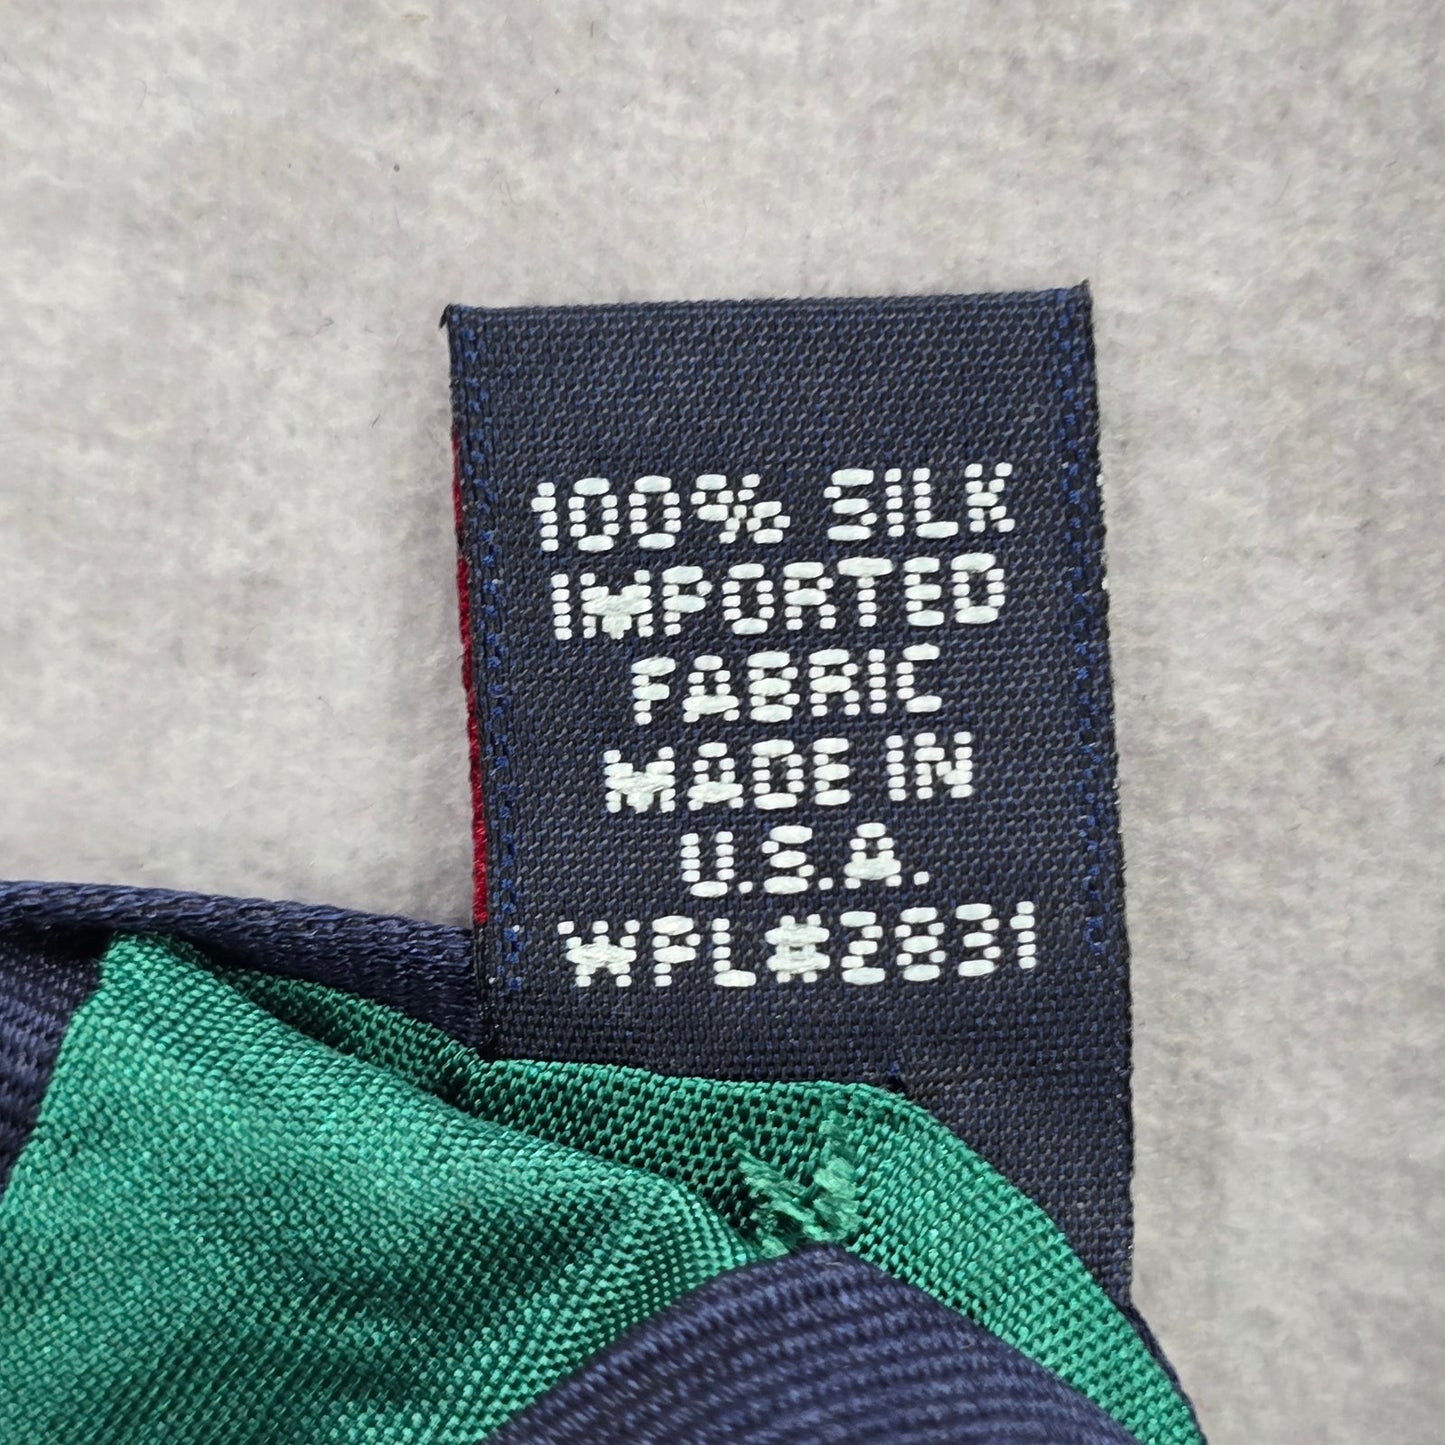 100% SILK
IMPORTED
FABRIC
MADE IN
U.S.A.
WPL#2831